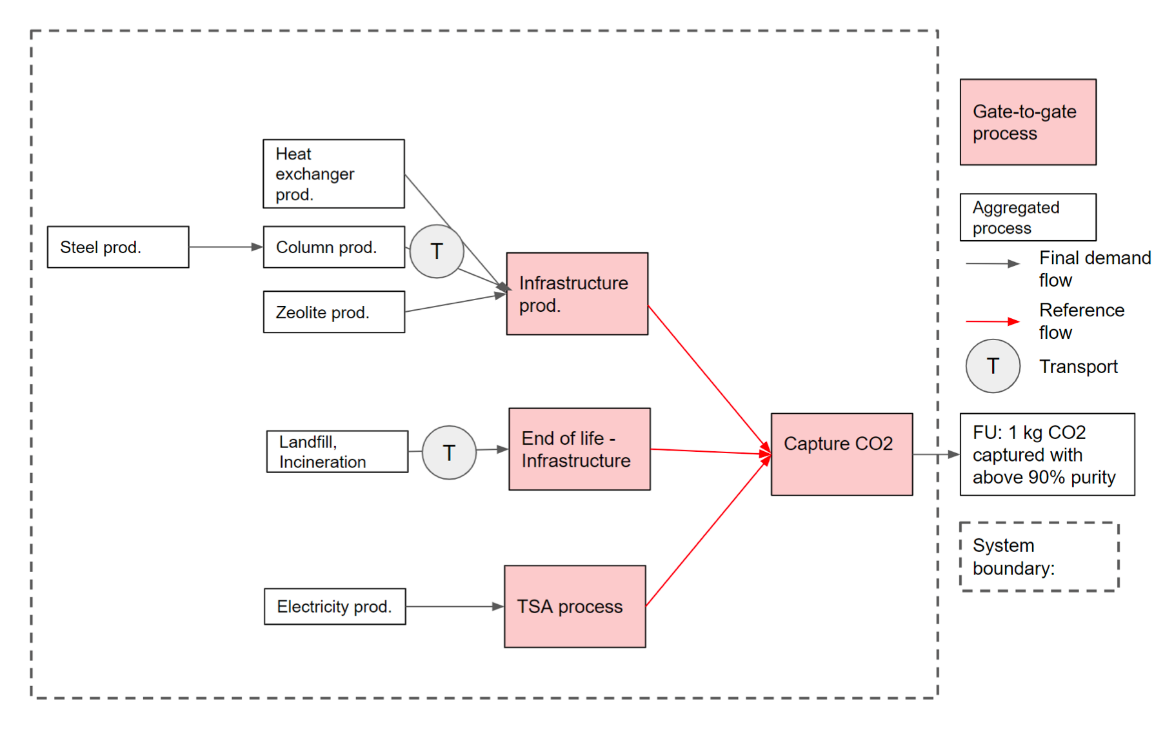 Heat
exchanger
prod.
Steel prod.
Column prod.
T
Zeolite prod.
Infrastructure
prod.
Landfill,
Incineration
T
End of life -
Infrastructure
Capture CO2
Electricity prod.
TSA process
Gate-to-gate
process
Aggregated
process
Final demand
flow
Reference
flow
T
Transport
FU: 1 kg CO2
captured with
above 90% purity
System
boundary: